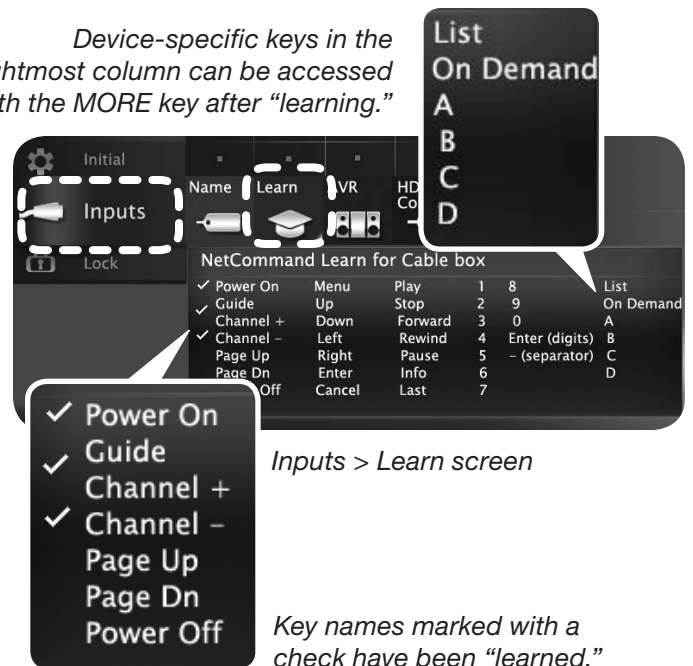 Device-specific keys in the
rightmost column can be accessed
with the MORE key after “learning.”
List
On Demand
A
B
C
D
Initial
Inputs
Lock
Name Learn AVR
NetCommand Learn for Cable box
✓ Power On Menu Play 1 8 List
✓ Guide Up Stop 2 9 On Demand
Channel + Down Forward 3 0 A
✓ Channel – Left Rewind 4 Enter (digits) B
Page Up Right Pause 5 – (separator) C
Page Dn Enter Info 6 D
Off Cancel Last 7
✓ Power On
✓ Guide
Channel +
✓ Channel –
Page Up
Page Dn
Power Off
Inputs > Learn screen
Key names marked with a
check have been “learned.”